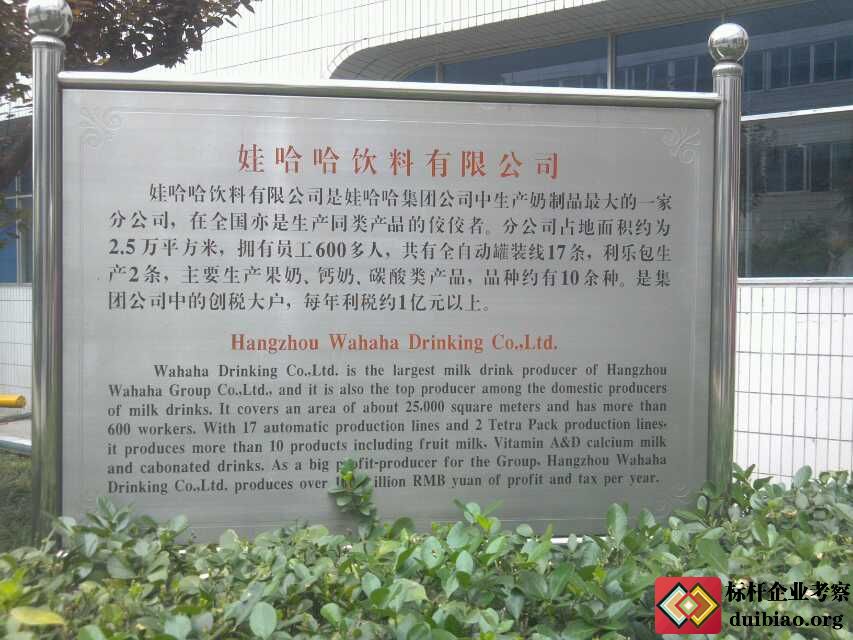 娃哈哈饮料有限公司
娃哈哈饮料有限公司是娃哈哈集团公司中生产奶制品最大的一家
分公司，在全国亦是生产同类产品的佼佼者。分公司占地面积约为
2.5万平方米，拥有员工600多人，共有全自动罐装线17条，利乐包生
产2条，主要生产果奶、钙奶、碳酸类产品，品种约有10余种。是集
团公司中的创税大户，每年利税约1亿元以上。
Hangzhou Wahaha Drinking Co.,Ltd.
Wahaha Drinking Co.,Ltd. is the largest milk drink producer of Hangzhou
Wahaha Group Co.,Ltd., and it is also the top producer among the domestic producers
of milk drinks. It covers an area of about 25,000 square meters and has more than
600 workers. With 17 automatic production lines and 2 Tetra Pack production lines,
it produces more than 10 products including fruit milk, Vitamin A&D calcium milk
and cabonated drinks. As a big for the Group, Hangzhou Wahaha
Drinking Co.,Ltd. produces over RMB yuan of profit and tax per year.
标杆企业考察
duibiao.org